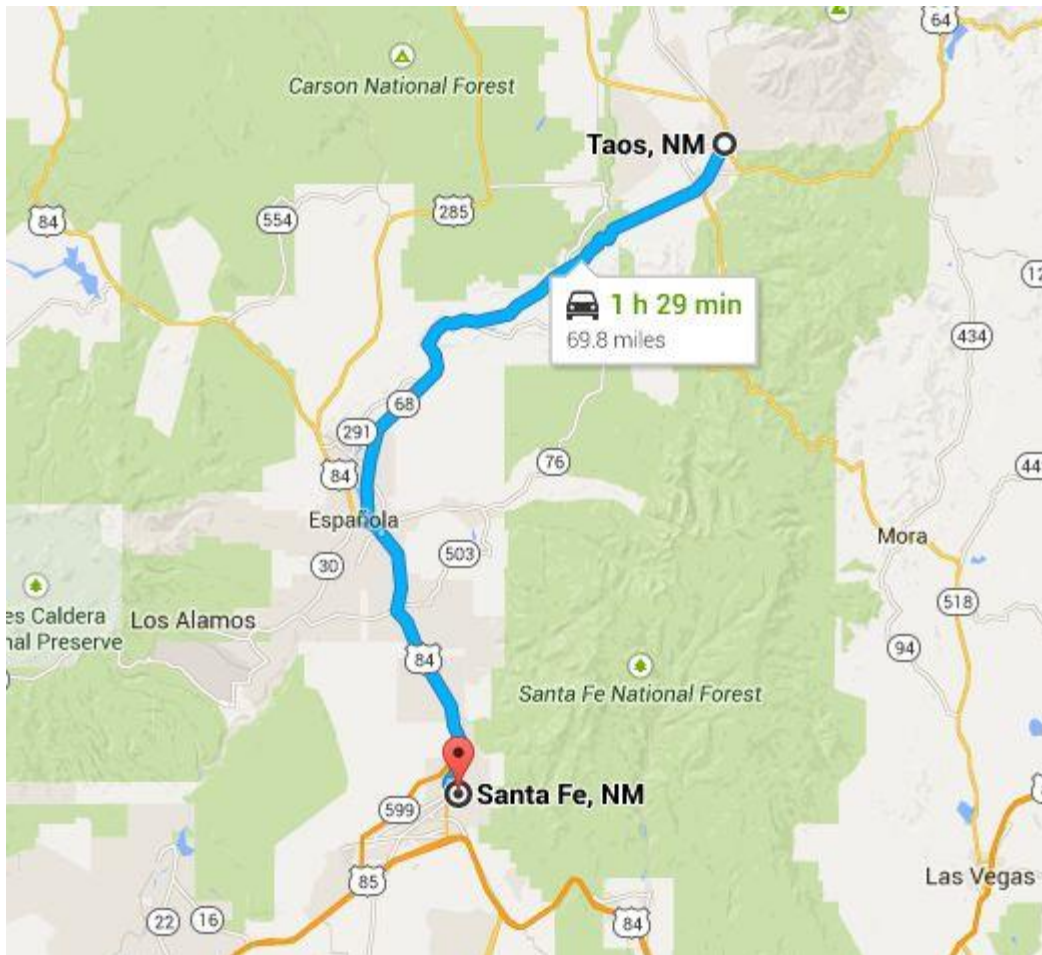 64
Carson National Forest
Taos, NM
84
554
285
12
1 h 29 min
69.8 miles
434
68
291
84
76
44
Española
503
30
Mora
es Caldera
nal Preserve
Los Alamos
518
94
84
Santa Fe National Forest
Santa Fe, NM
599
85
Las Vegas
22
16
84